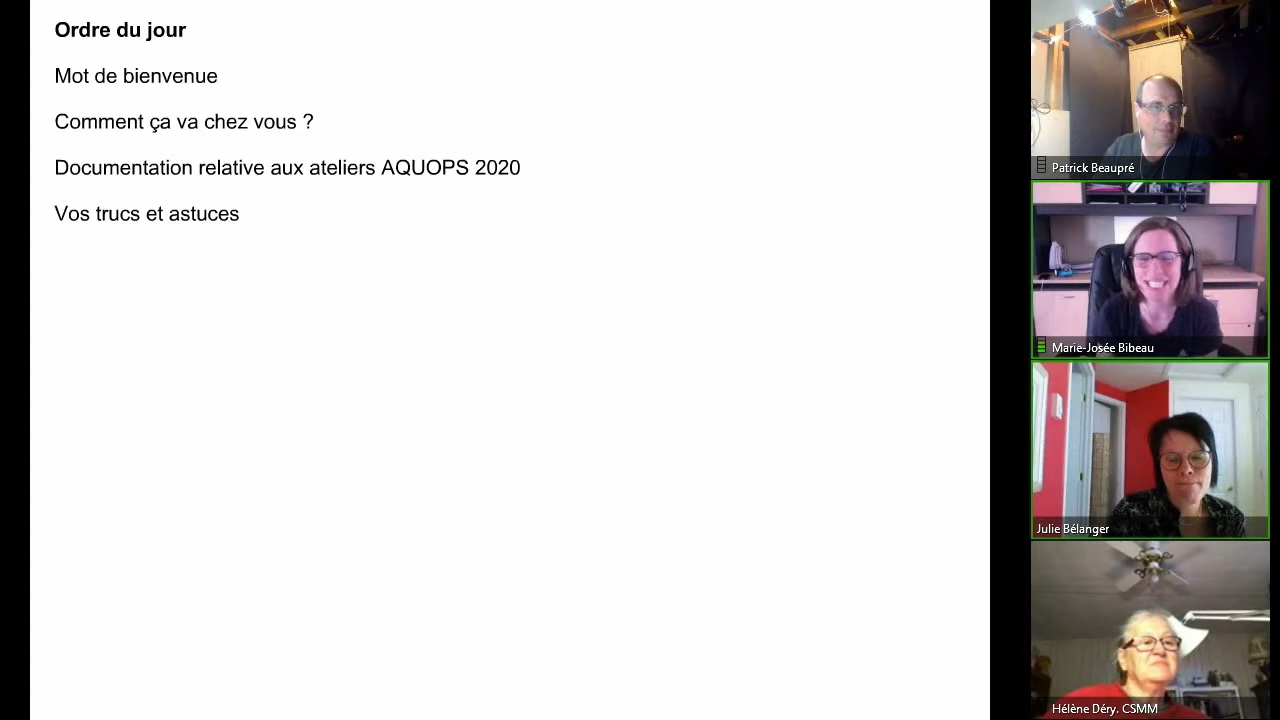 Ordre du jour
Mot de bienvenue
Comment ça va chez vous ?
Documentation relative aux ateliers AQUOPS 2020
Vos trucs et astuces
Patrick Beaupré
Marie-Josée Bibeau
Julie Bélanger
Hélène Déry. CSMM